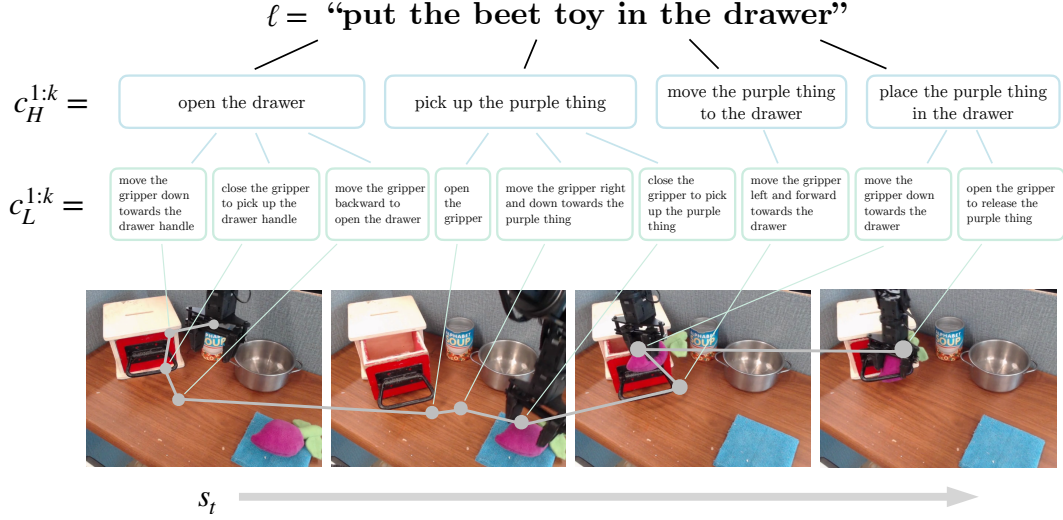 ℓ = “put the beet toy in the drawer”
c_H^{1:k} =
open the drawer
pick up the purple thing
move the purple thing
to the drawer
place the purple thing
in the drawer
c_L^{1:k} =
move the
gripper down
towards the
drawer handle
close the gripper
to pick up the
drawer handle
move the gripper
backward to
open the drawer
open
the
gripper
move the gripper right
and down towards the
purple thing
close the
gripper to pick
up the purple
thing
move the gripper
left and forward
towards the
drawer
move the
gripper down
towards the
drawer
open the gripper
to release the
purple thing
ALPHABET
SOUP
s_t